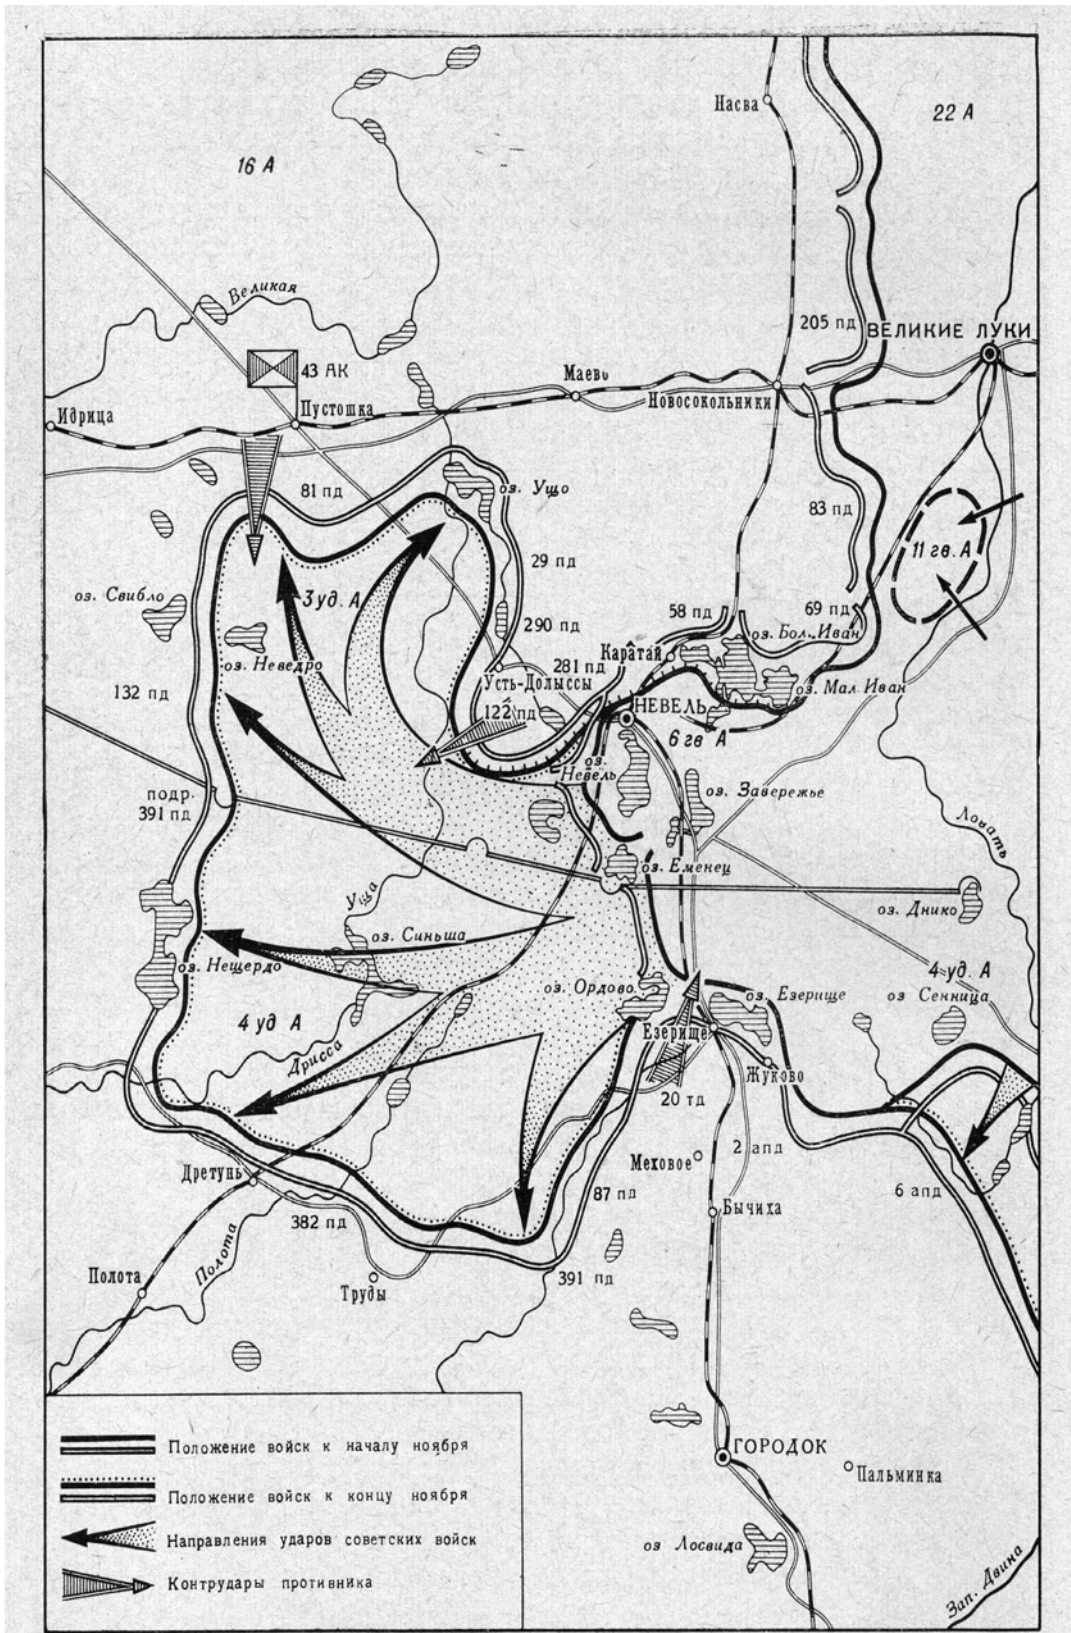 Насва
22 А
16 А
Великая
205 пд
ВЕЛИКИЕ ЛУКИ
43 АК
Маево
Идрица
Пустошка
Новосокольники
81 пд
оз. Ущо
83 пд
11 гв. А
29 пд
оз. Свибло
3 уд. А
58 пд
69 пд
290 пд
оз. Бол. Иван
оз. Неведро
Каратай
281 пд
132 пд
Усть-Долыссы
оз. Мал Иван
122 пд
НЕВЕЛЬ
6 гв А
оз.
Невель
подр.
391 пд
оз. Завережье
Ловать
оз. Еменец
Уща
оз. Днико
оз. Синьша
оз. Нещердо
4 уд. А
оз. Ордово
оз. Езерище
оз Сенница
4 уд А
Езерище
Дрисса
Жуково
20 тд
2 апд
Меховое
Дретунь
87 пд
6 апд
382 пд
Бычиха
Полота
Полота
391 пд
Труды
Положение войск к началу ноября
ГОРОДОК
Пальминка
Положение войск к концу ноября
Направления ударов советских войск
оз Лосвида
Контрудары противника
Зап. Двина